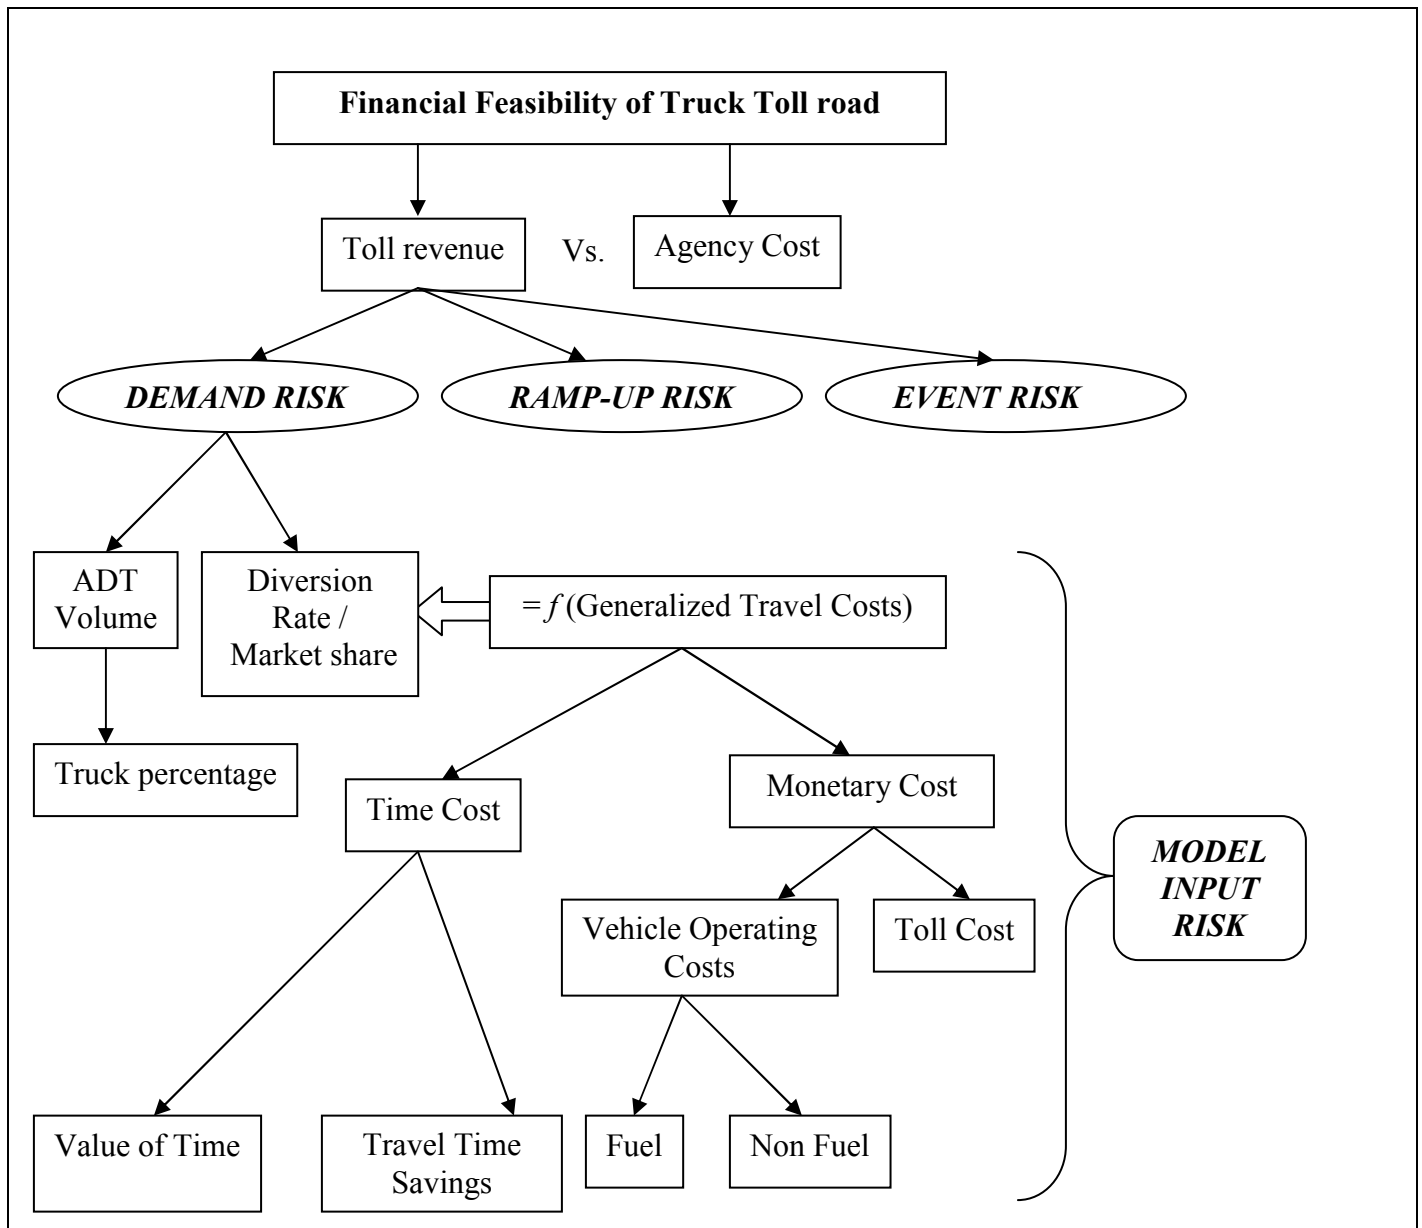 Financial Feasibility of Truck Toll road
Toll revenue
Vs.
Agency Cost
DEMAND RISK
RAMP-UP RISK
EVENT RISK
ADT
Volume
Diversion
Rate /
Market share
= f (Generalized Travel Costs)
Truck percentage
Time Cost
Monetary Cost
MODEL
INPUT
RISK
Vehicle Operating
Costs
Toll Cost
Value of Time
Travel Time
Savings
Fuel
Non Fuel